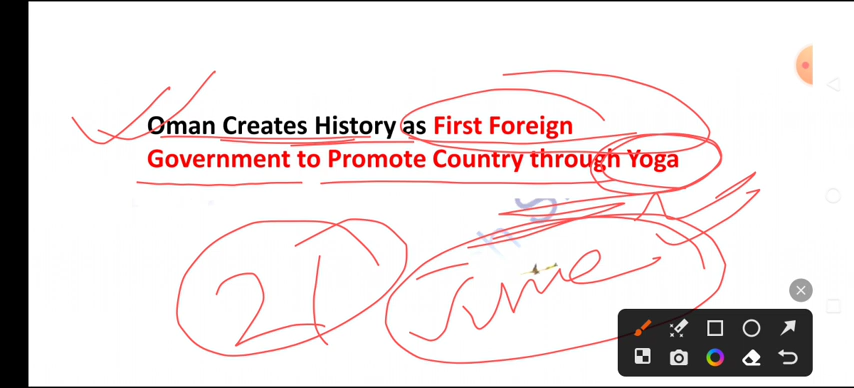 Oman Creates History as First Foreign
Government to Promote Country through Yoga
21 June